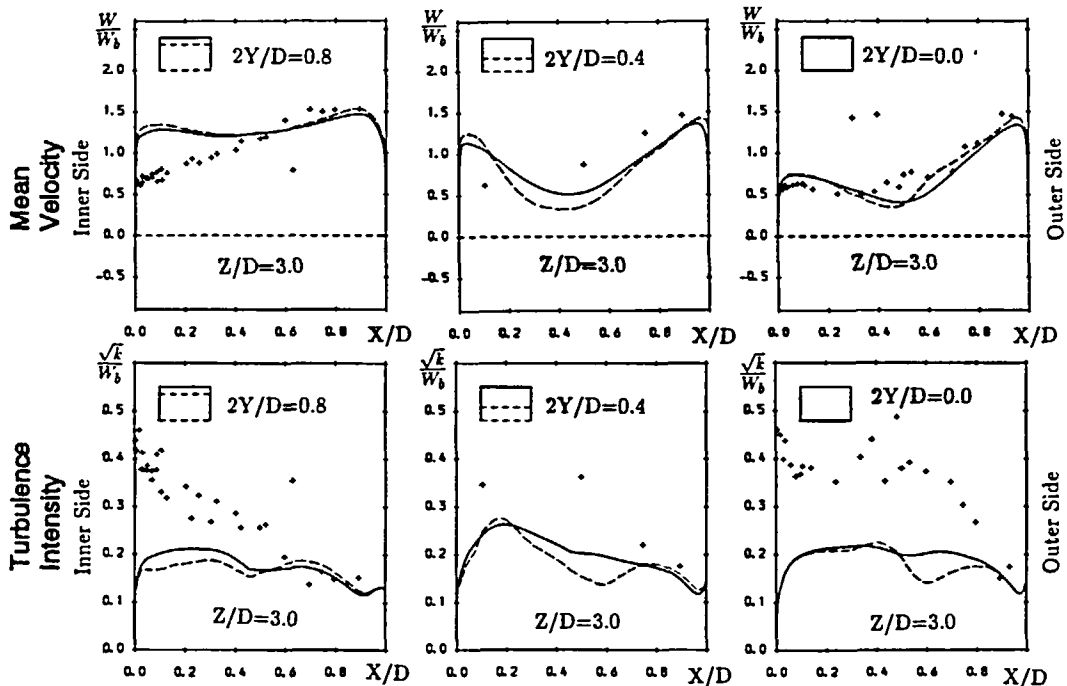 Mean Velocity
Inner Side
W/W_b
2Y/D=0.8
2.0
1.5
1.0
0.5
0.0
-0.5
Z/D=3.0
0.0 0.2 0.4 0.6 0.8 X/D
W/W_b
2Y/D=0.4
2.0
1.5
1.0
0.5
0.0
-0.5
Z/D=3.0
0.0 0.2 0.4 0.6 0.8 X/D
W/W_b
2Y/D=0.0
2.0
1.5
1.0
0.5
0.0
-0.5
Z/D=3.0
0.0 0.2 0.4 0.6 0.8 X/D
Outer Side
Turbulence Intensity
Inner Side
√k/W_b
2Y/D=0.8
0.5
0.4
0.3
0.2
0.1
0.0
Z/D=3.0
0.0 0.2 0.4 0.6 0.8 X/D
√k/W_b
2Y/D=0.4
0.5
0.4
0.3
0.2
0.1
0.0
Z/D=3.0
0.0 0.2 0.4 0.6 0.8 X/D
√k/W_b
2Y/D=0.0
0.5
0.4
0.3
0.2
0.1
0.0
Z/D=3.0
0.0 0.2 0.4 0.6 0.8 X/D
Outer Side